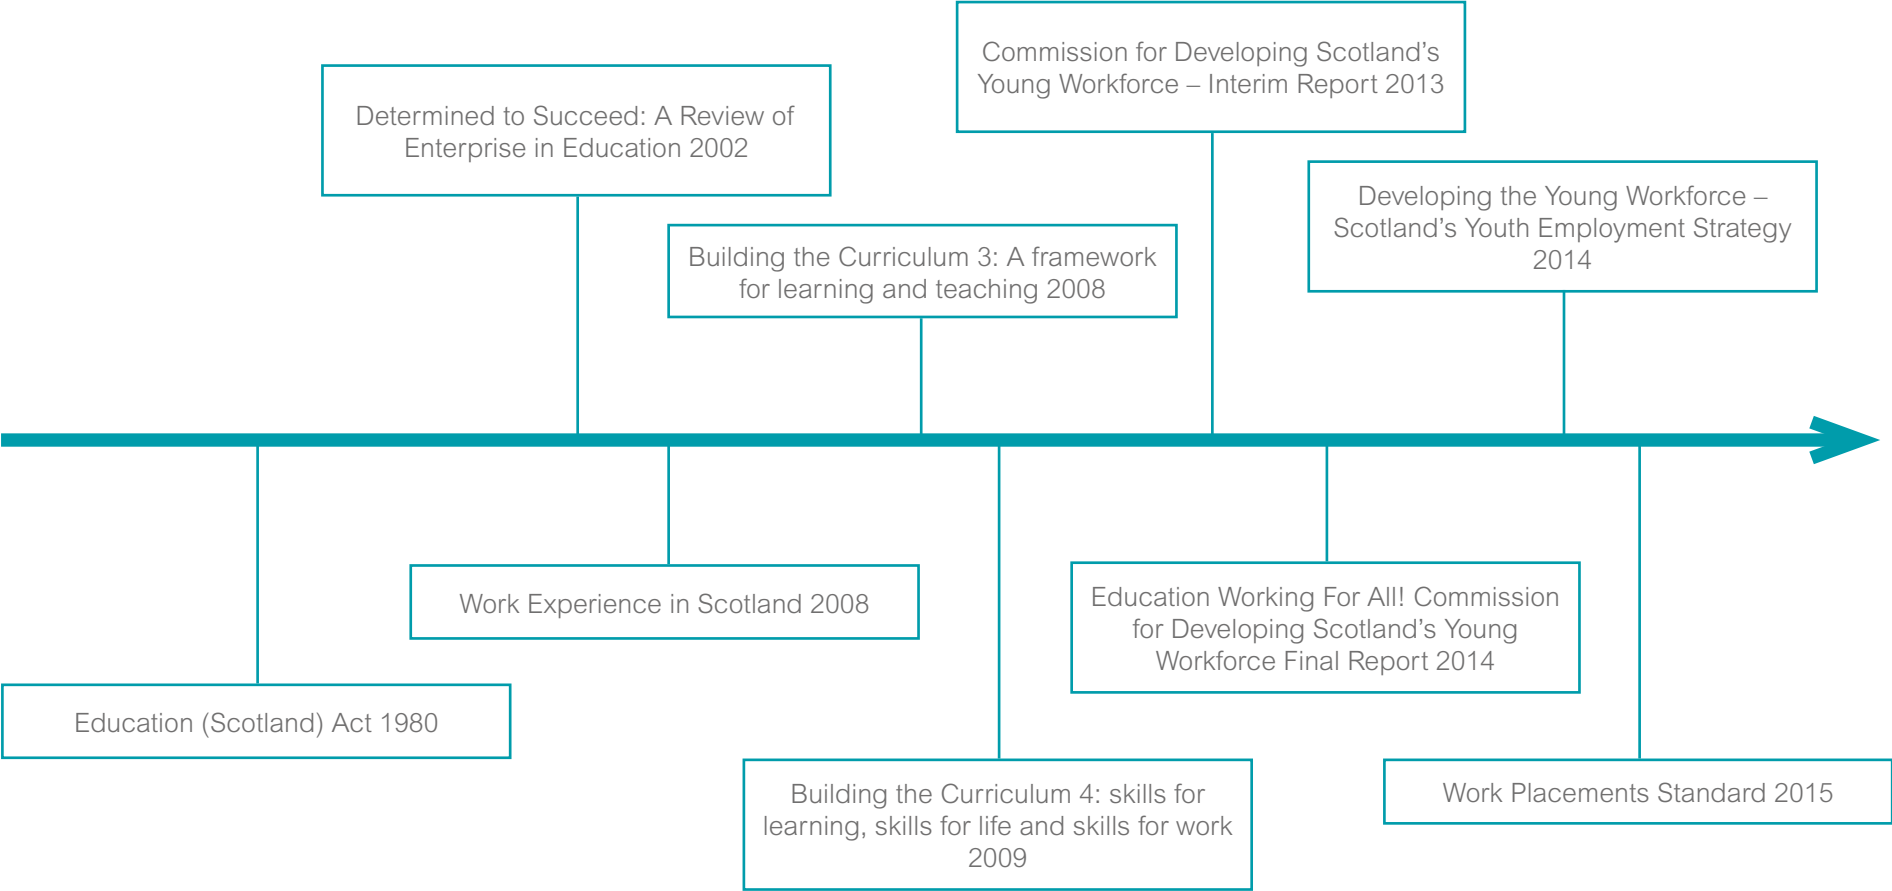 Commission for Developing Scotland’s
Young Workforce – Interim Report 2013
Determined to Succeed: A Review of
Enterprise in Education 2002
Developing the Young Workforce –
Scotland’s Youth Employment Strategy
2014
Building the Curriculum 3: A framework
for learning and teaching 2008
Work Experience in Scotland 2008
Education Working For All! Commission
for Developing Scotland’s Young
Workforce Final Report 2014
Education (Scotland) Act 1980
Building the Curriculum 4: skills for
learning, skills for life and skills for work
2009
Work Placements Standard 2015